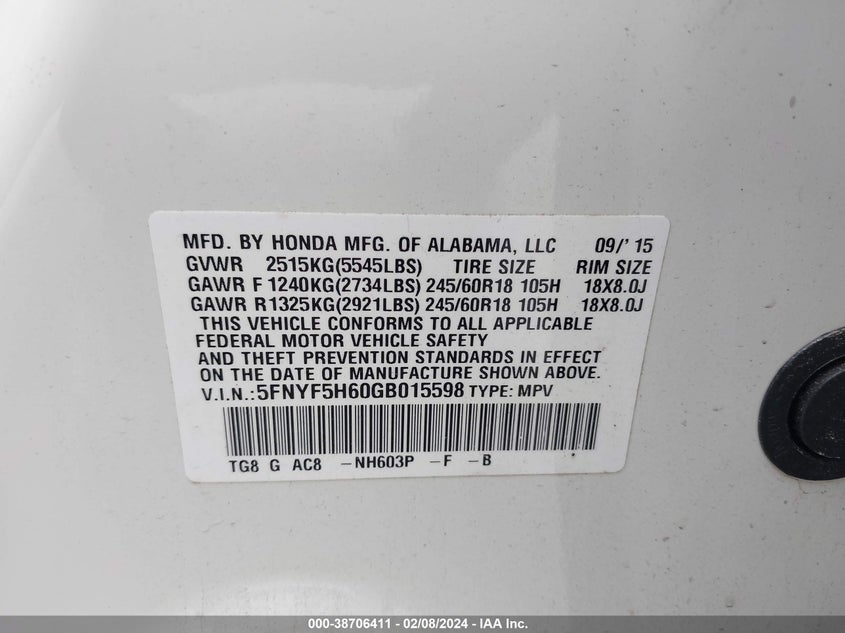 MFD. BY HONDA MFG. OF ALABAMA, LLC 09/' 15
GVWR 2515KG(5545LBS) TIRE SIZE RIM SIZE
GAWR F 1240KG(2734LBS) 245/60R18 105H 18X8.0J
GAWR R1325KG(2921LBS) 245/60R18 105H 18X8.0J
THIS VEHICLE CONFORMS TO ALL APPLICABLE
FEDERAL MOTOR VEHICLE SAFETY
AND THEFT PREVENTION STANDARDS IN EFFECT
ON THE DATE OF MANUFACTURE SHOWN ABOVE.
V.I.N.:5FNYF5H60GB015598 TYPE: MPV
TG8 G AC8 -NH603P -F -B
000-38706411 - 02/08/2024 - IAA Inc.